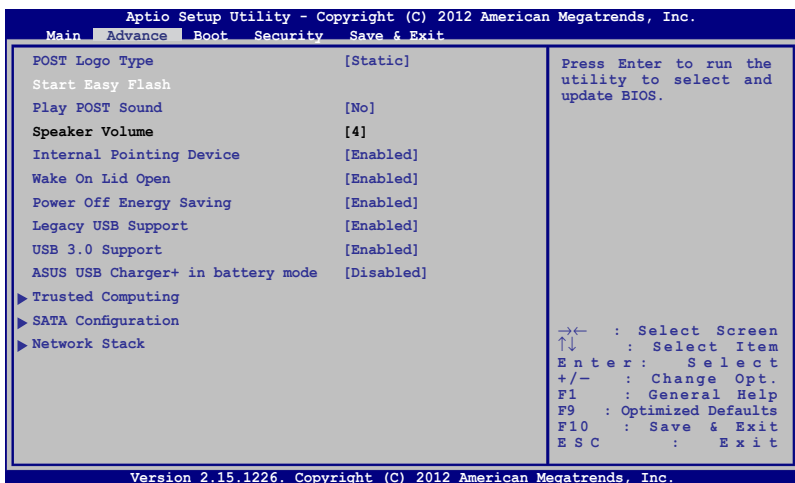 Aptio Setup Utility - Copyright (C) 2012 American Megatrends, Inc.
Main Advance Boot Security Save & Exit
POST Logo Type [Static]
Start Easy Flash
Play POST Sound [No]
Speaker Volume [4]
Internal Pointing Device [Enabled]
Wake On Lid Open [Enabled]
Power Off Energy Saving [Enabled]
Legacy USB Support [Enabled]
USB 3.0 Support [Enabled]
ASUS USB Charger+ in battery mode [Disabled]
▶ Trusted Computing
▶ SATA Configuration
▶ Network Stack
Press Enter to run the
utility to select and
update BIOS.
→← : Select Screen
↑↓ : Select Item
Enter: Select
+/− : Change Opt.
F1 : General Help
F9 : Optimized Defaults
F10 : Save & Exit
ESC : Exit
Version 2.15.1226. Copyright (C) 2012 American Megatrends, Inc.